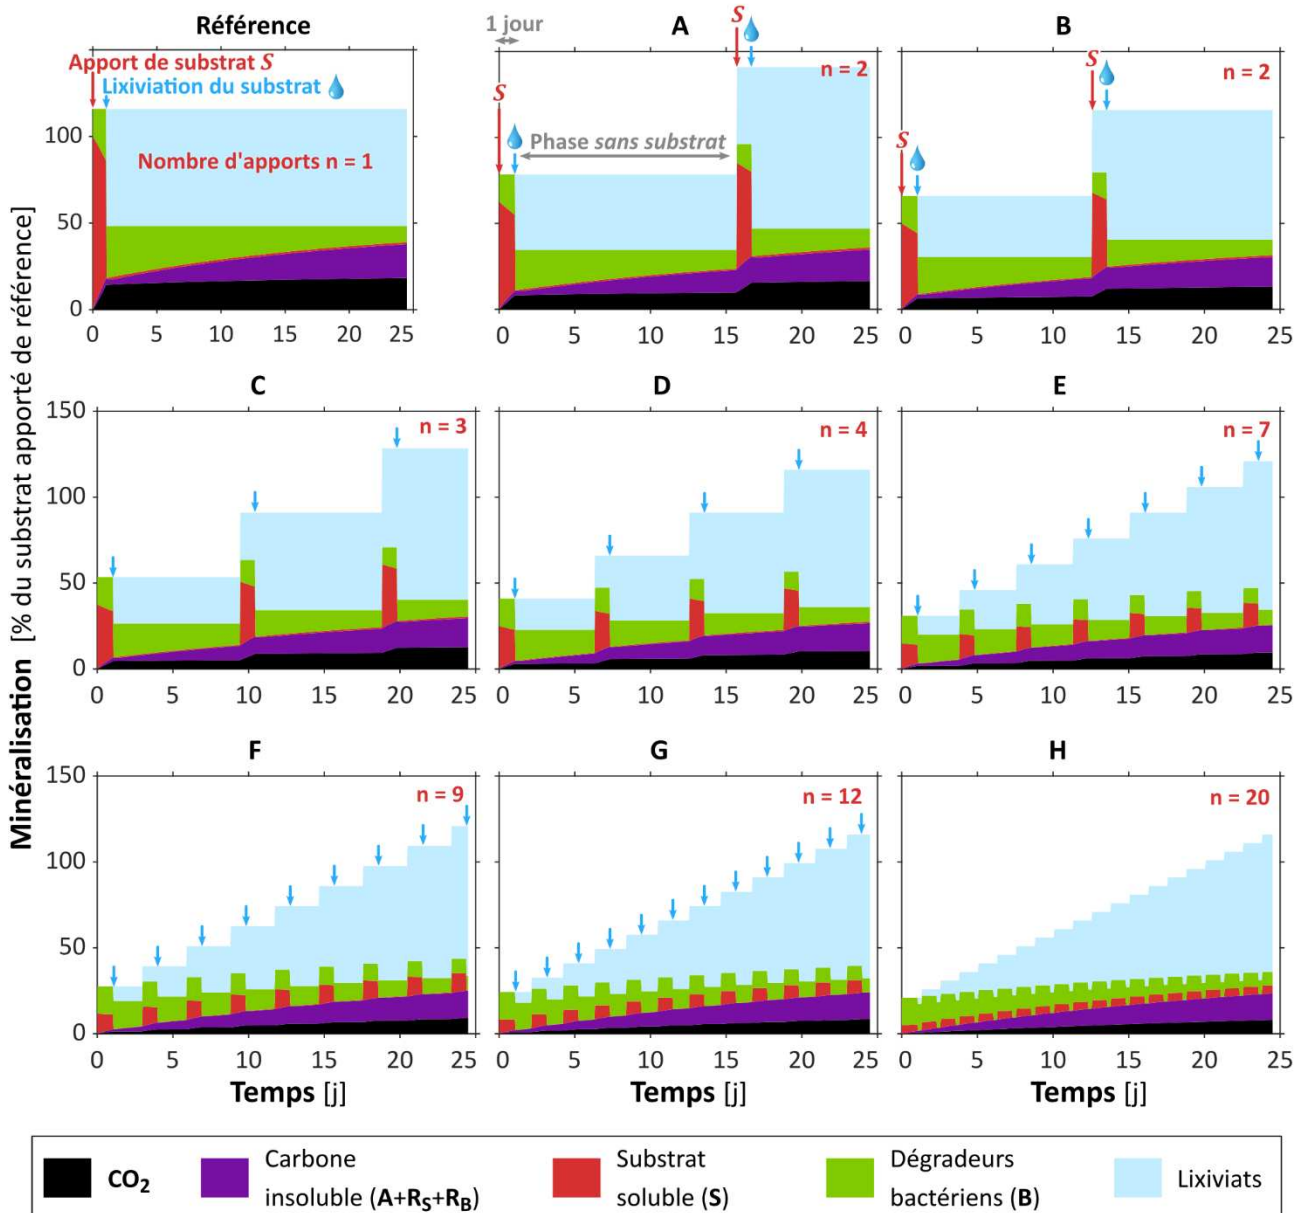 Référence
Apport de substrat S
Lixiviation du substrat
Nombre d'apports n = 1
100
50
0
0 5 10 15 20 25
1 jour
A
S
n = 2
S
Phase sans substrat
0 5 10 15 20 25
B
S
n = 2
S
0 5 10 15 20 25
Minéralisation [% du substrat apporté de référence]
C
n = 3
150
100
50
0
0 5 10 15 20 25
D
n = 4
0 5 10 15 20 25
E
n = 7
0 5 10 15 20 25
F
n = 9
150
100
50
0
0 5 10 15 20 25
Temps [j]
G
n = 12
0 5 10 15 20 25
Temps [j]
H
n = 20
0 5 10 15 20 25
Temps [j]
CO2
Carbone
insoluble (A+RS+RB)
Substrat
soluble (S)
Dégradeurs
bactériens (B)
Lixiviats